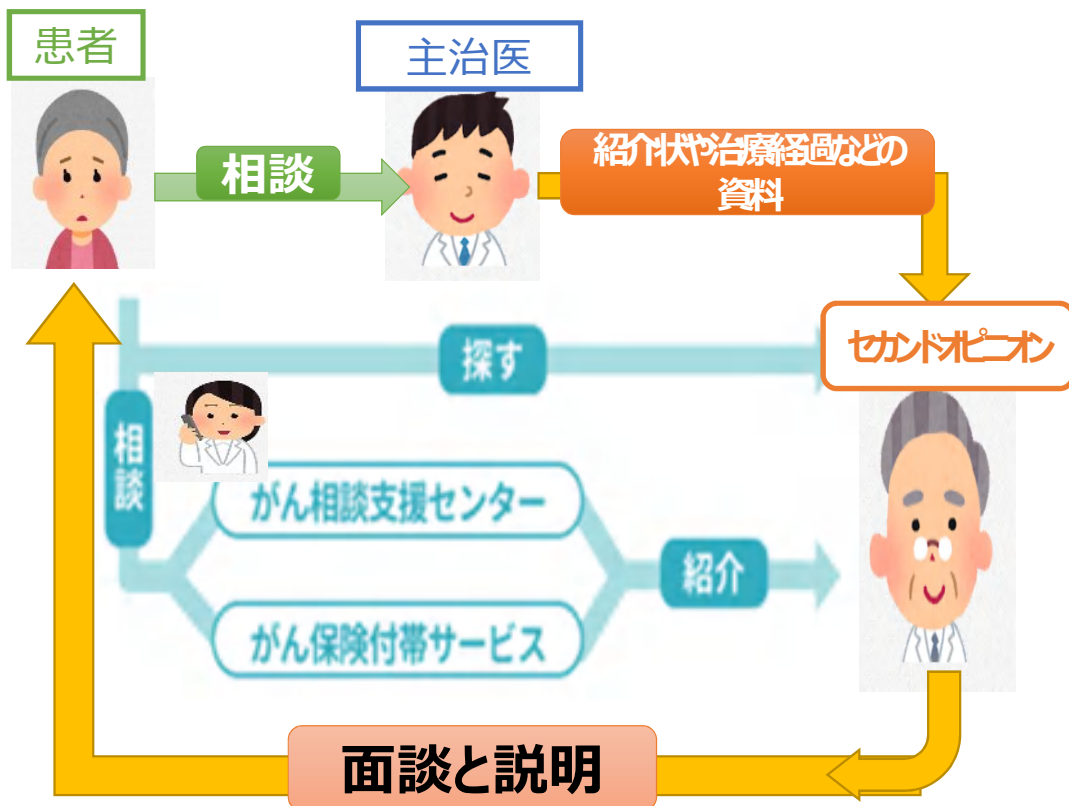 患者
主治医
相談
紹介状や治療経過などの
資料
セカンドオピニオン
探す
相談
がん相談支援センター
紹介
がん保険付帯サービス
面談と説明